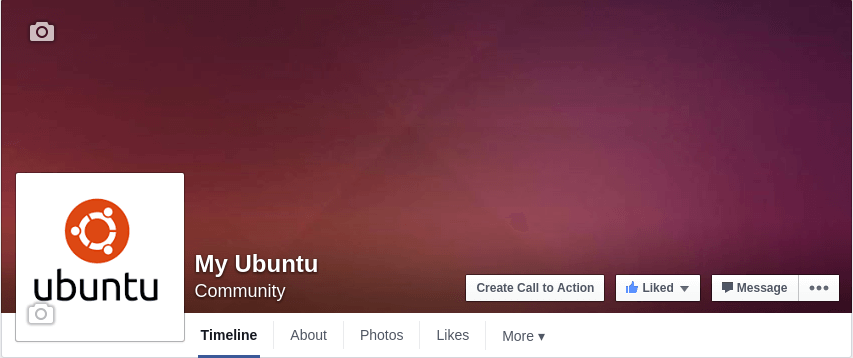 ubuntu
My Ubuntu
Community
Create Call to Action
Liked
Message
Timeline
About
Photos
Likes
More ▾